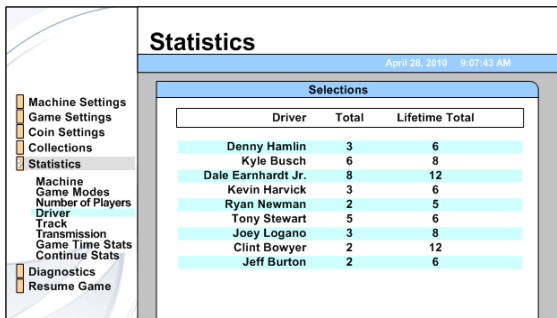 Statistics
April 28, 2010 9:07:43 AM
Machine Settings
Game Settings
Coin Settings
Collections
Statistics
Machine
Game Modes
Number of Players
Driver
Track
Transmission
Game Time Stats
Continue Stats
Diagnostics
Resume Game
Selections
Driver Total Lifetime Total
Denny Hamlin 3 6
Kyle Busch 6 8
Dale Earnhardt Jr. 8 12
Kevin Harvick 3 6
Ryan Newman 2 5
Tony Stewart 5 6
Joey Logano 3 8
Clint Bowyer 2 12
Jeff Burton 2 6